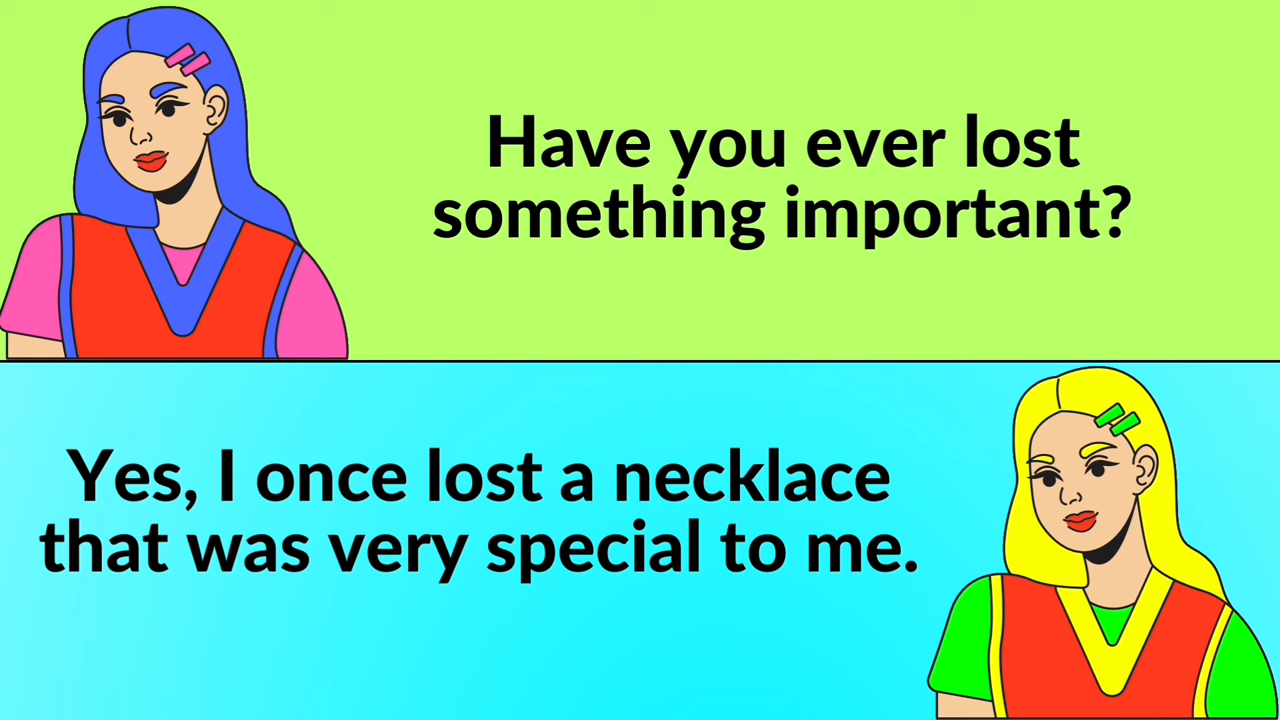 Have you ever lost
something important?
Yes, I once lost a necklace
that was very special to me.